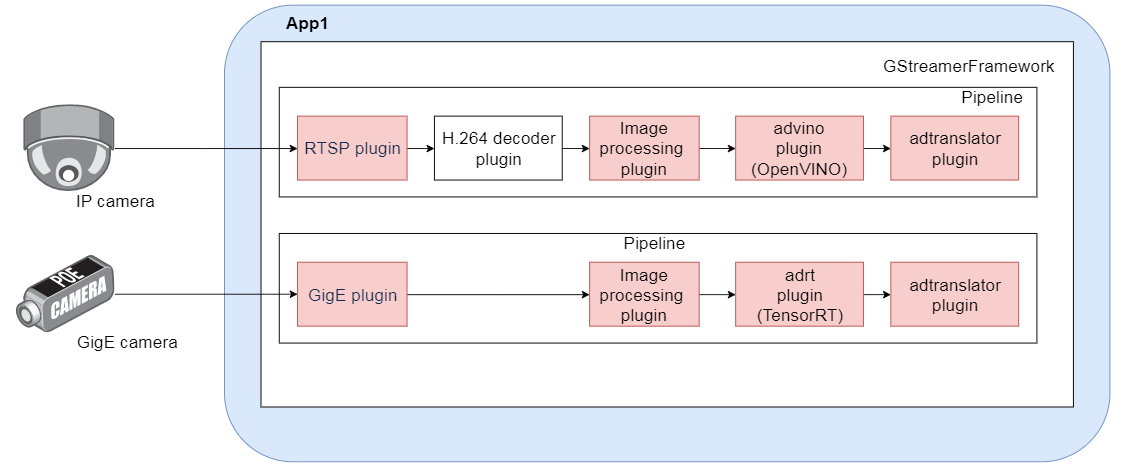 App1
GStreamerFramework
Pipeline
RTSP plugin
H.264 decoder
plugin
Image
processing
plugin
advino
plugin
(OpenVINO)
adtranslator
plugin
IP camera
Pipeline
POE
CAMERA
GigE plugin
Image
processing
plugin
adrt
plugin
(TensorRT)
adtranslator
plugin
GigE camera